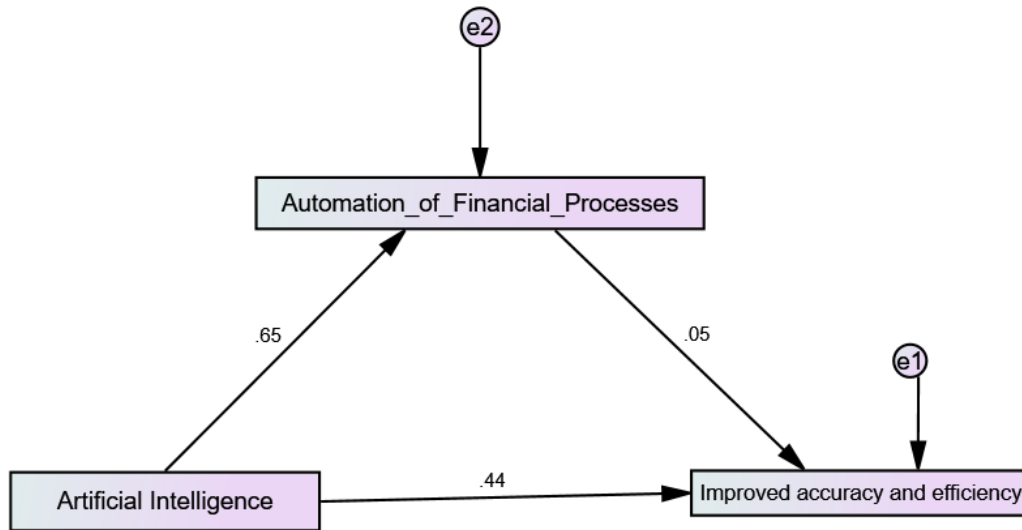 e2
Automation_of_Financial_Processes
.65
.05
e1
.44
Artificial Intelligence
Improved accuracy and efficiency